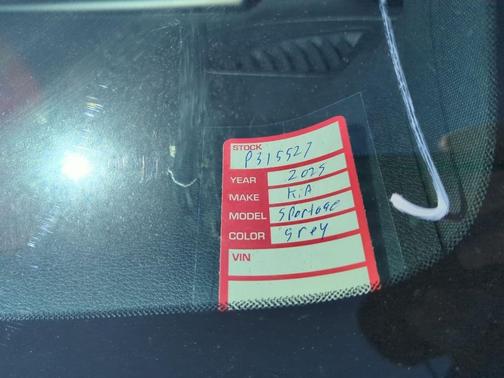 STOCK P315527
YEAR 2025
MAKE KiA
MODEL Sportage
COLOR grey
VIN